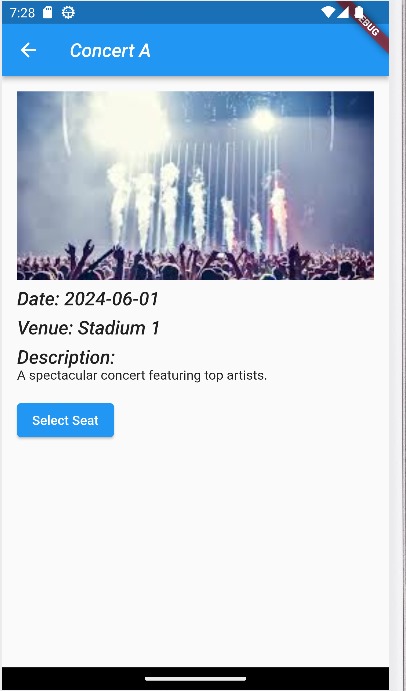 7:28
DEBUG
Concert A
Date: 2024-06-01
Venue: Stadium 1
Description:
A spectacular concert featuring top artists.
Select Seat